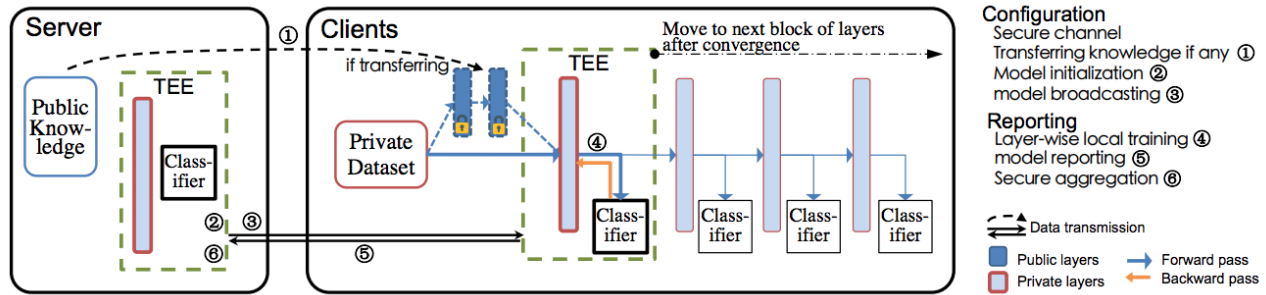 Server
①
Public
Know-
ledge
TEE
Class-
ifier
② ③
⑥
⑤
Clients
if transferring
Private
Dataset
TEE
④
Class-
ifier
Move to next block of layers
after convergence
Class-
ifier
Class-
ifier
Class-
ifier
Configuration
Secure channel
Transferring knowledge if any ①
Model initialization ②
model broadcasting ③
Reporting
Layer-wise local training ④
model reporting ⑤
Secure aggregation ⑥
Data transmission
Public layers
Forward pass
Private layers
Backward pass